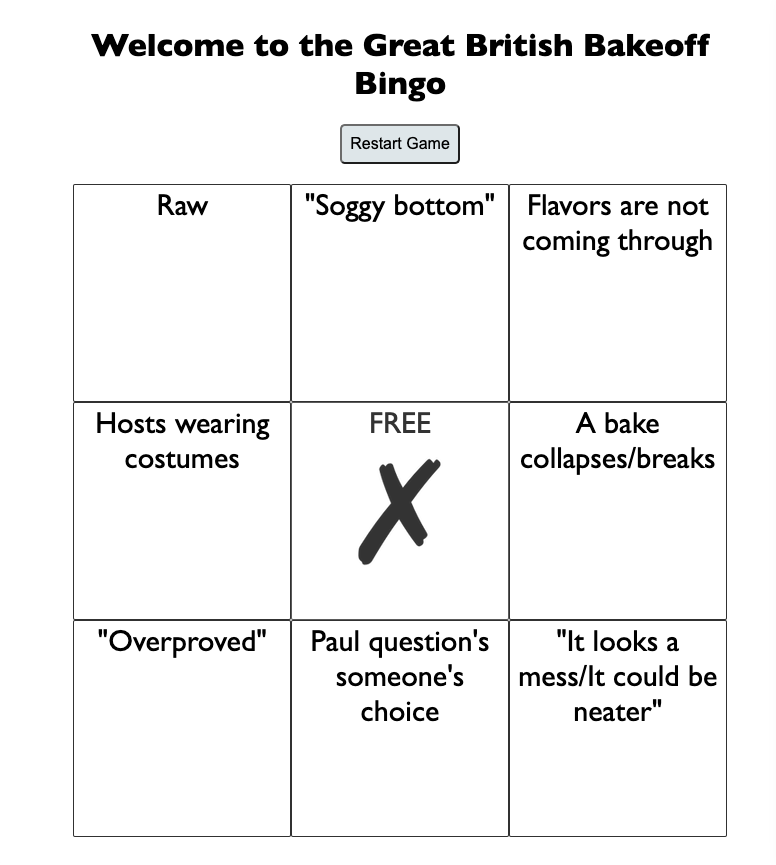 Welcome to the Great British Bakeoff
Bingo
Restart Game
Raw
"Soggy bottom"
Flavors are not
coming through
Hosts wearing
costumes
FREE
A bake
collapses/breaks
"Overproved"
Paul question's
someone's
choice
"It looks a
mess/It could be
neater"